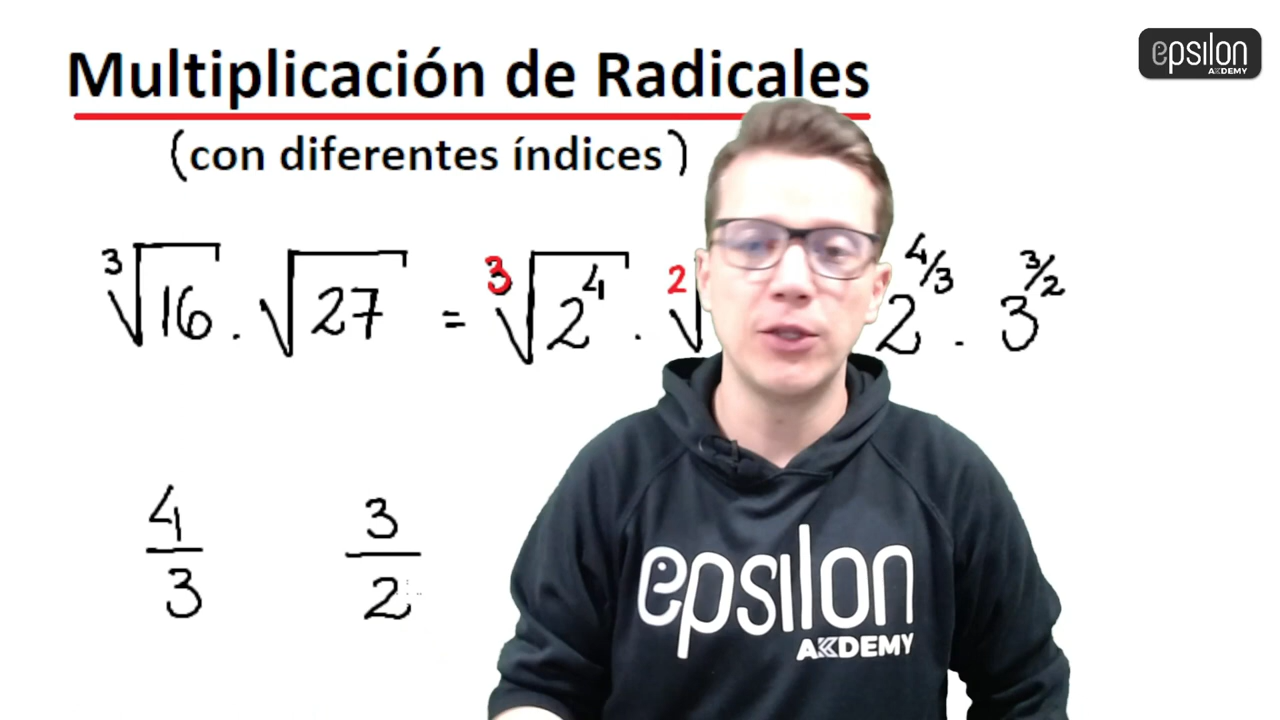 Multiplicación de Radicales
epsilon
AKDEMY
(con diferentes índices)
³√16 . √27 = ³√2⁴ . ²√ 2^4/3 . 3^3/2
4/3 3/2
epsilon
AKDEMY